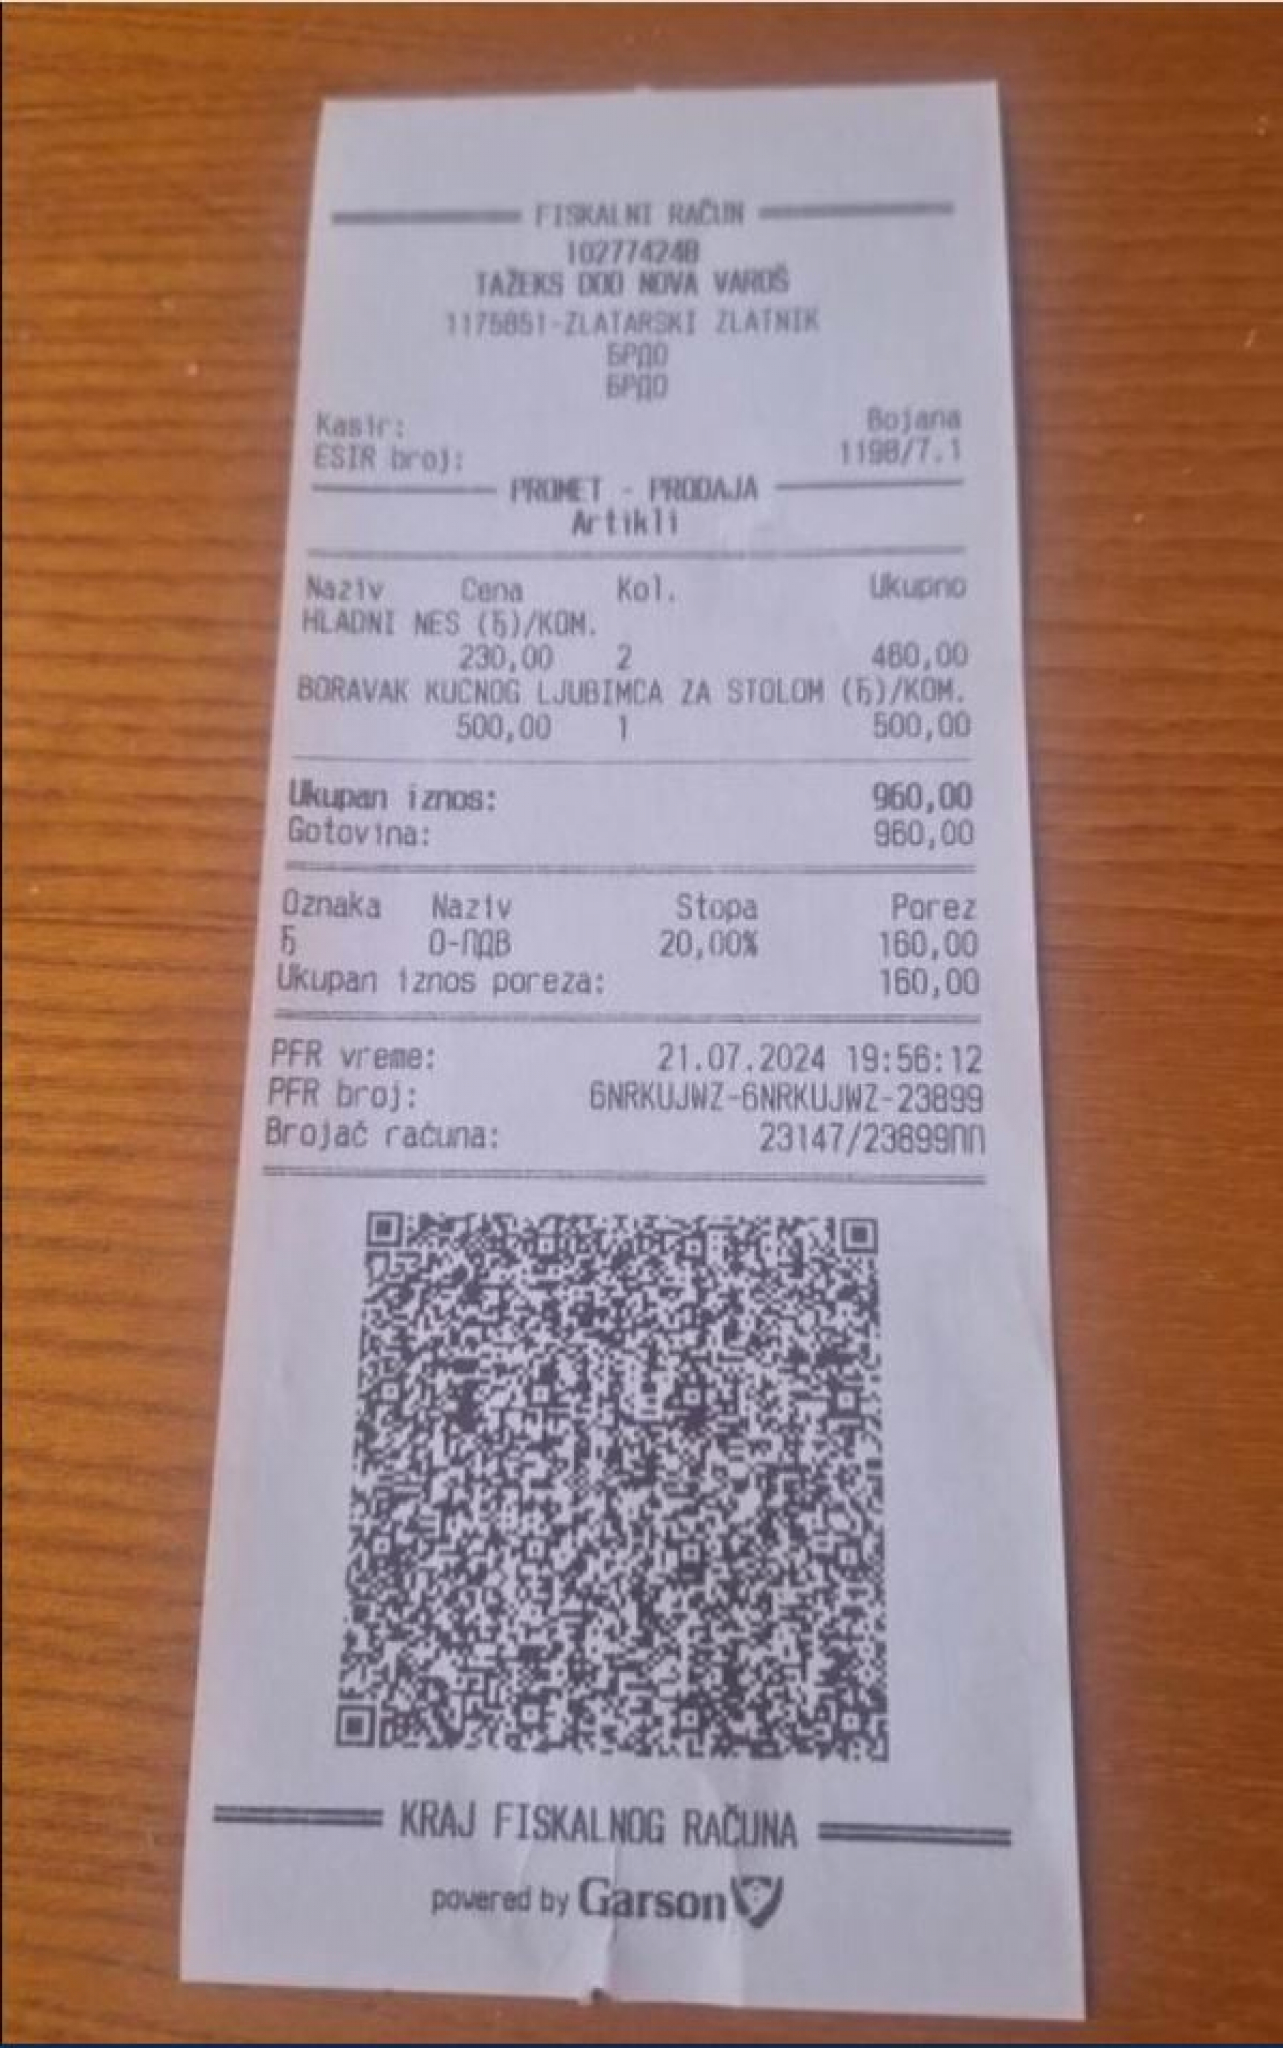 FISKALNI RAČUN
102774248
TAŽEKS DOO NOVA VAROŠ
1175851-ZLATARSKI ZLATNIK
БРДО
БРДО
Kasir: Bojana
ESIR broj: 1198/7.1
PROMET - PRODAJA
Artikli
Naziv Cena Kol. Ukupno
HLADNI NES (Ђ)/KOM.
230,00 2 460,00
BORAVAK KUĆNOG LJUBIMCA ZA STOLOM (Ђ)/KOM.
500,00 1 500,00
Ukupan iznos: 960,00
Gotovina: 960,00
Oznaka Naziv Stopa Porez
Ђ О-ПДВ 20,00% 160,00
Ukupan iznos poreza: 160,00
PFR vreme: 21.07.2024 19:56:12
PFR broj: 6NRKUJWZ-6NRKUJWZ-23899
Brojač računa: 23147/23899ПП
KRAJ FISKALNOG RAČUNA
powered by Garson